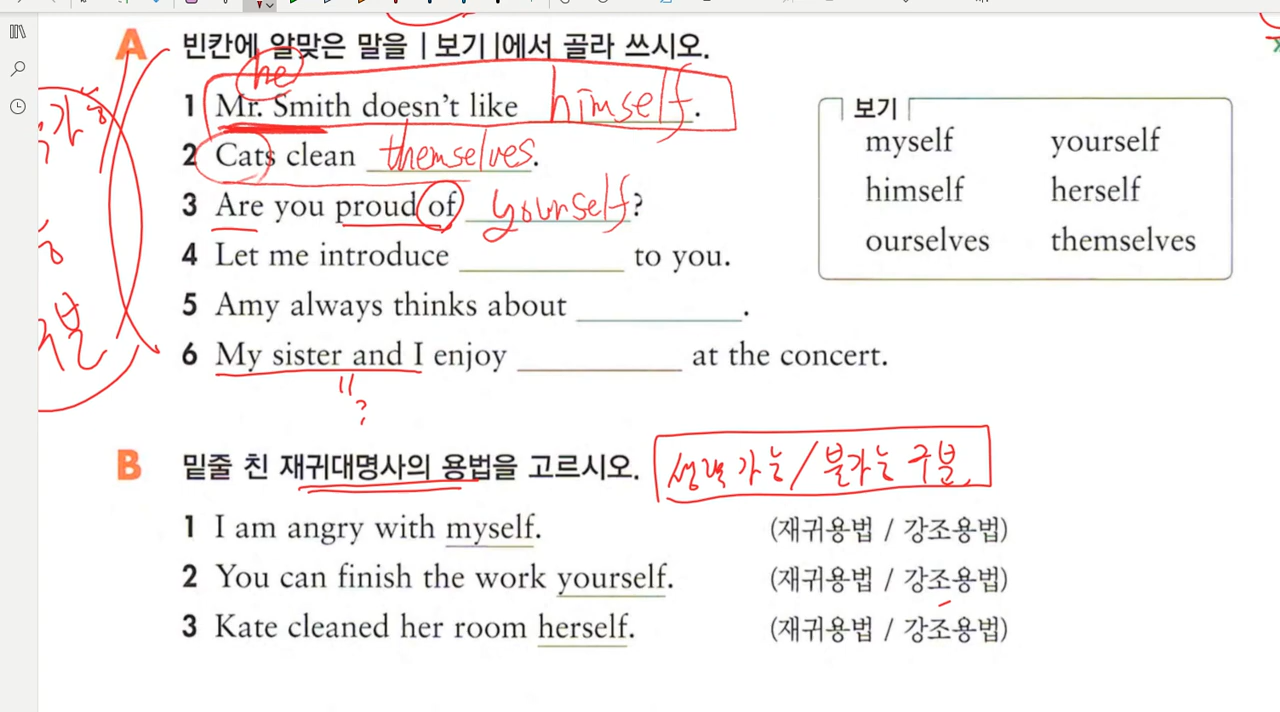 A 빈칸에 알맞은 말을 | 보기 |에서 골라 쓰시오.
he
1 Mr. Smith doesn't like himself.
2 Cats clean themselves.
3 Are you proud of yourself?
4 Let me introduce ____ to you.
5 Amy always thinks about ____.
6 My sister and I enjoy ____ at the concert.
?
보기
myself yourself
himself herself
ourselves themselves
B 밑줄 친 재귀대명사의 용법을 고르시오. 생략 가능/불가능 구분.
1 I am angry with myself. (재귀용법 / 강조용법)
2 You can finish the work yourself. (재귀용법 / 강조용법)
3 Kate cleaned her room herself. (재귀용법 / 강조용법)